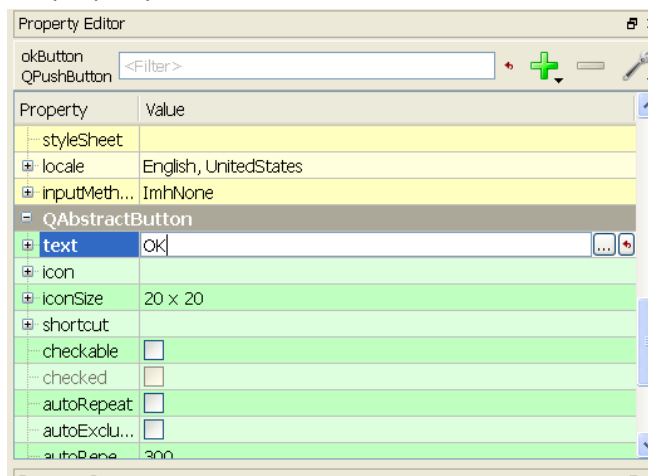 Property Editor
okButton
QPushButton
<Filter>
Property Value
styleSheet
locale English, UnitedStates
inputMeth... ImhNone
QAbstractButton
text OK ...
icon
iconSize 20 x 20
shortcut
checkable
checked
autoRepeat
autoExclu...
autoRepe 300